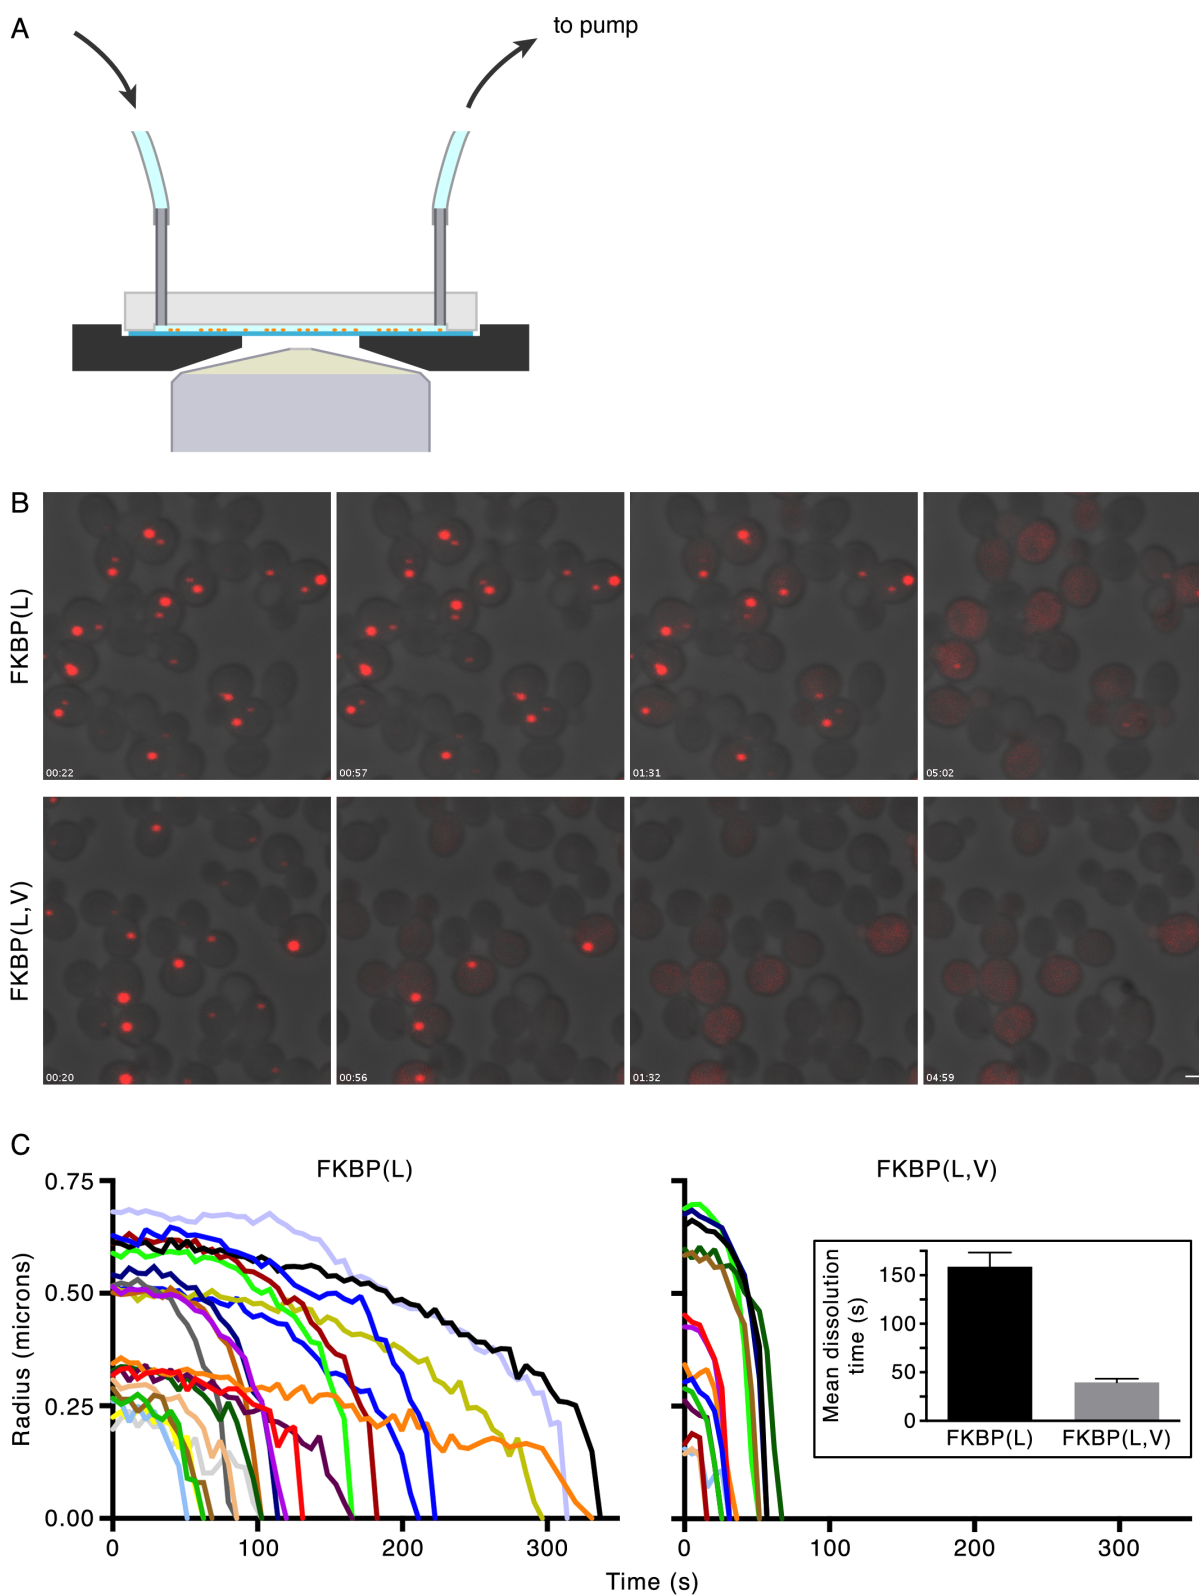 A
to pump
B
FKBP(L)
00:22
00:57
01:31
05:02
FKBP(L,V)
00:20
00:56
01:32
04:59
C
FKBP(L)
FKBP(L,V)
Radius (microns)
0.75
0.50
0.25
0.00
0
100
200
300
0
100
200
300
Time (s)
Mean dissolution
time (s)
150
100
50
0
FKBP(L)
FKBP(L,V)